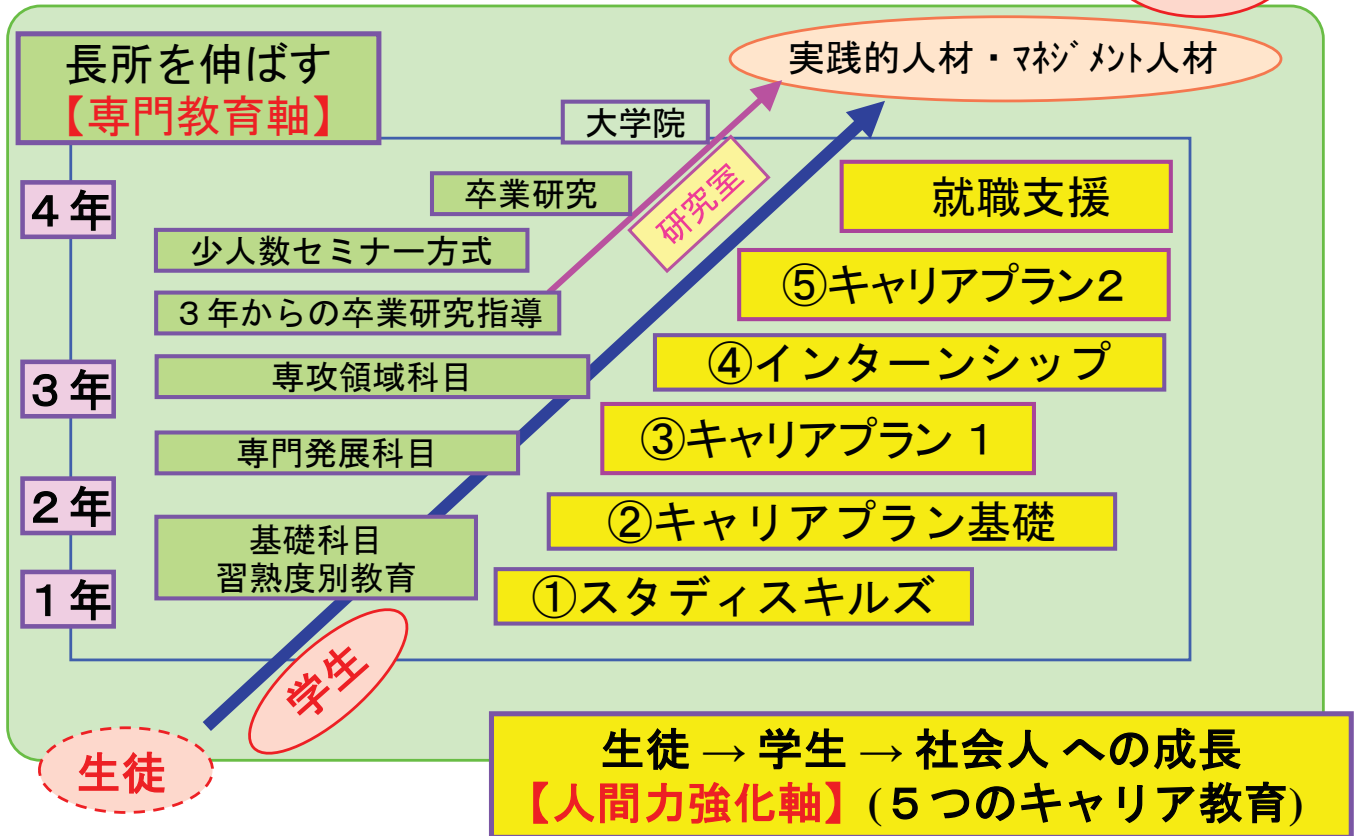 長所を伸ばす
【専門教育軸】
実践的人材・マネジメント人材
大学院
4年
卒業研究
研究室
就職支援
少人数セミナー方式
⑤キャリアプラン2
3年からの卒業研究指導
④インターンシップ
3年
専攻領域科目
③キャリアプラン1
専門発展科目
2年
②キャリアプラン基礎
基礎科目
習熟度別教育
1年
①スタディスキルズ
学生
生徒
生徒 → 学生 → 社会人 への成長
【人間力強化軸】(5つのキャリア教育)